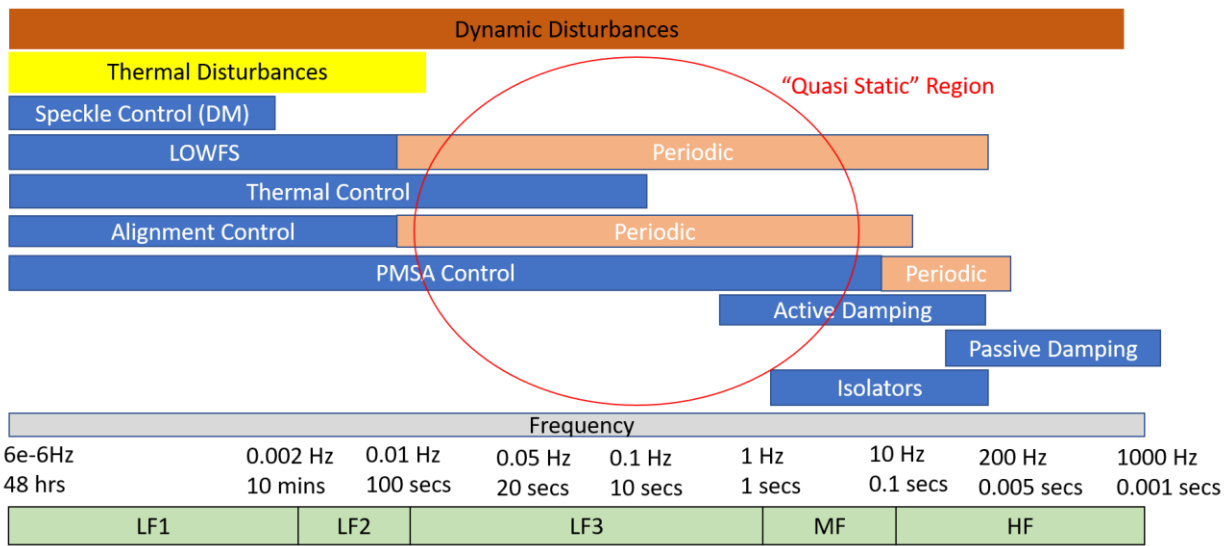 Dynamic Disturbances
Thermal Disturbances
“Quasi Static” Region
Speckle Control (DM)
LOWFS
Periodic
Thermal Control
Alignment Control
Periodic
PMSA Control
Periodic
Active Damping
Passive Damping
Isolators
Frequency
6e-6Hz 0.002 Hz 0.01 Hz 0.05 Hz 0.1 Hz 1 Hz 10 Hz 200 Hz 1000 Hz
48 hrs 10 mins 100 secs 20 secs 10 secs 1 secs 0.1 secs 0.005 secs 0.001 secs
LF1 LF2 LF3 MF HF